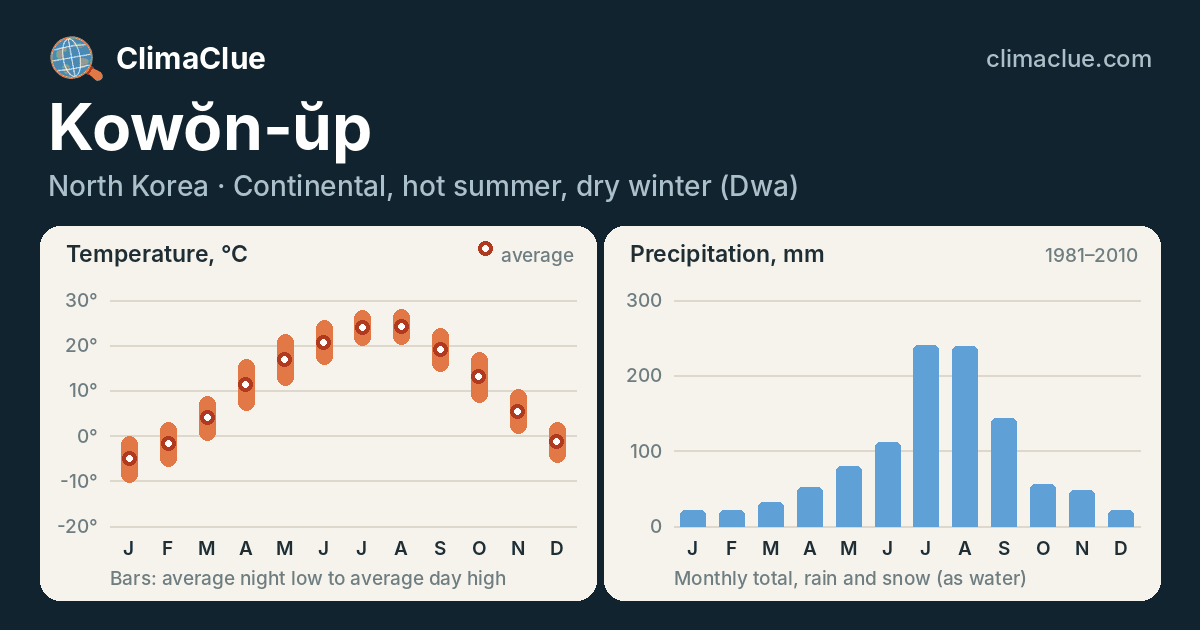 ClimaClue
climaclue.com
Kowŏn-ŭp
North Korea · Continental, hot summer, dry winter (Dwa)
Temperature, °C
average
30°
20°
10°
0°
-10°
-20°
J F M A M J J A S O N D
Bars: average night low to average day high
Precipitation, mm
1981–2010
300
200
100
0
J F M A M J J A S O N D
Monthly total, rain and snow (as water)